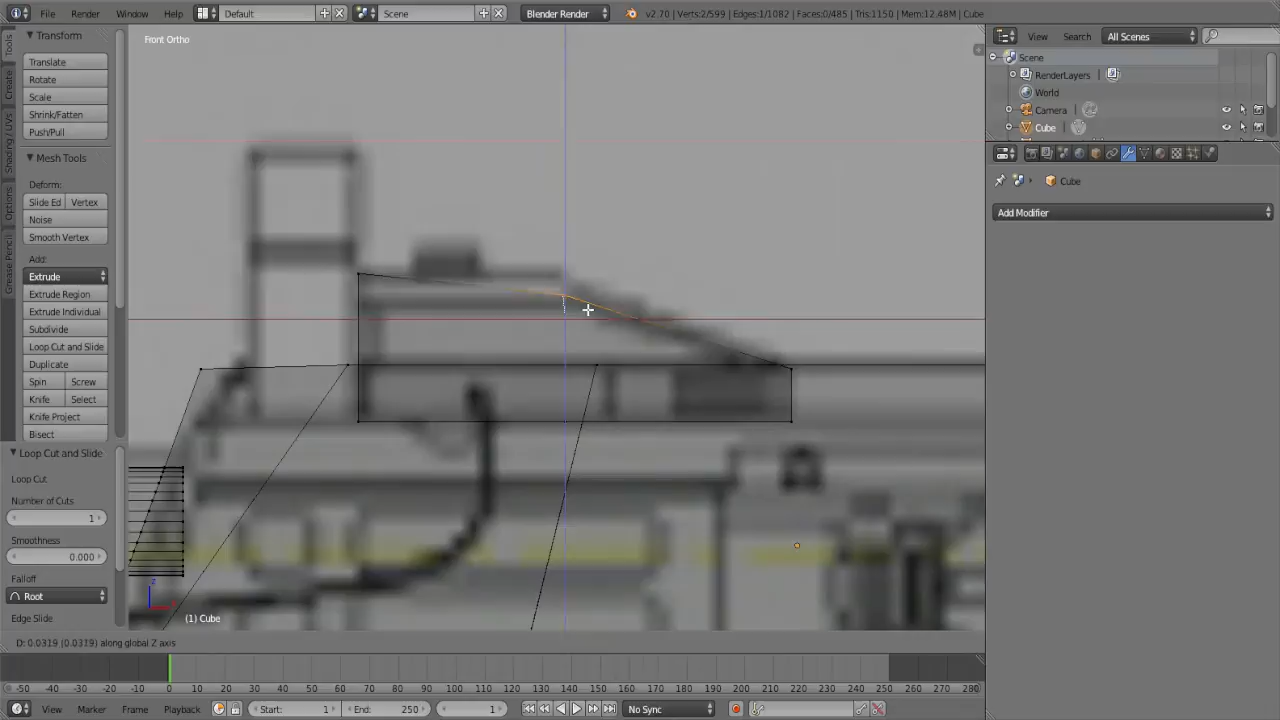 File Render Window Help Default Scene Blender Render v2.70 | Verts:2/599 | Edges:1/1082 | Faces:0/485 | Tris:1150 | Mem:12.48M | Cube
Tools
Create
Shading / UVs
Options
Grease Pencil
Transform
Translate
Rotate
Scale
Shrink/Fatten
Push/Pull
Mesh Tools
Deform:
Slide Ed Vertex
Noise
Smooth Vertex
Add:
Extrude
Extrude Region
Extrude Individual
Subdivide
Loop Cut and Slide
Duplicate
Spin Screw
Knife Select
Knife Project
Bisect
Loop Cut and Slide
Loop Cut
Number of Cuts
1
Smoothness
0.000
Falloff
Root
Edge Slide
Front Ortho
z
(1) Cube
D: 0.0319 (0.0319) along global Z axis
View Search All Scenes
Scene
RenderLayers
World
Camera
Cube
Cube
Add Modifier
-50 -40 -30 -20 -10 0 10 20 30 40 50 60 70 80 90 100 110 120 130 140 150 160 170 180 190 200 210 220 230 240 250 260 270 280
View Marker Frame Playback Start: 1 End: 250 1 No Sync